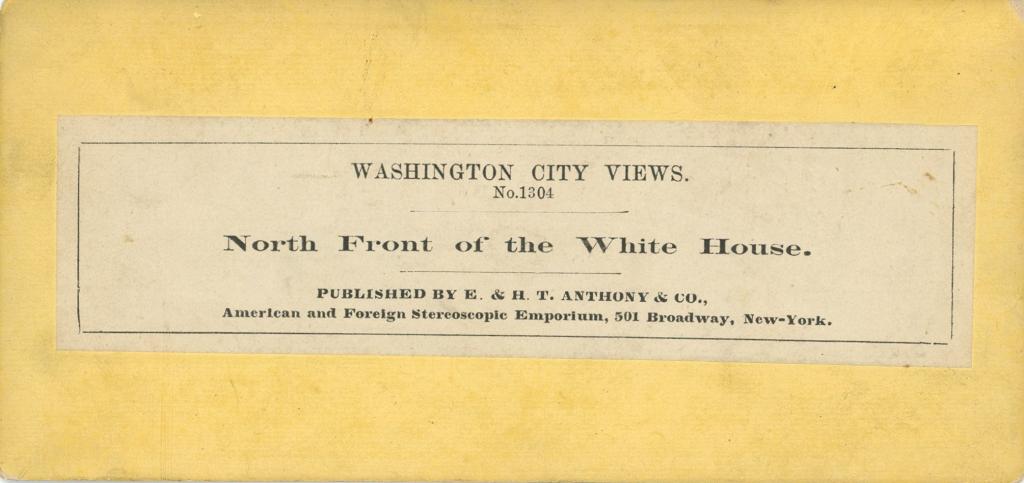 WASHINGTON CITY VIEWS.
No.1304
North Front of the White House.
PUBLISHED BY E. & H. T. ANTHONY & CO.,
American and Foreign Stereoscopic Emporium, 501 Broadway, New-York.